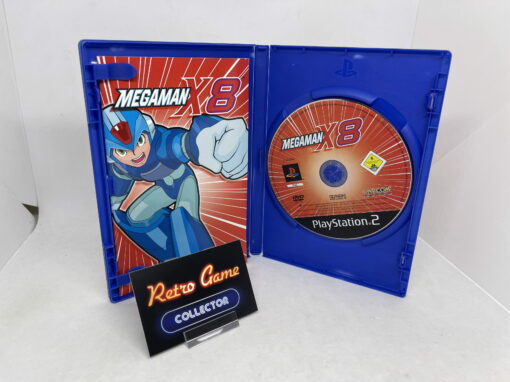 MEGAMAN X8
MEGAMAN X8
PlayStation 2
Retro Game
COLLECTOR